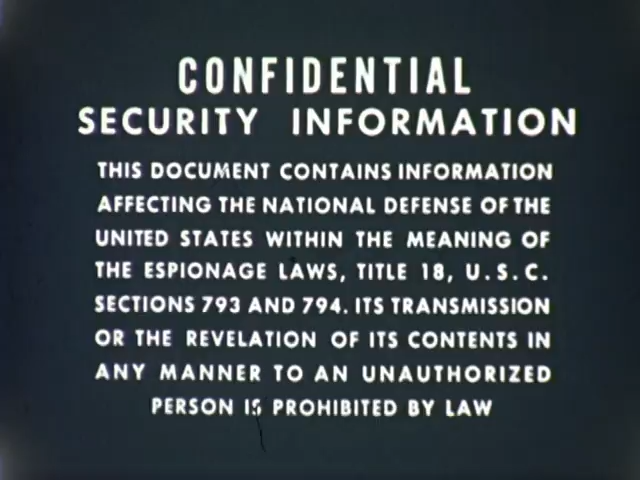 CONFIDENTIAL
SECURITY INFORMATION
THIS DOCUMENT CONTAINS INFORMATION
AFFECTING THE NATIONAL DEFENSE OF THE
UNITED STATES WITHIN THE MEANING OF
THE ESPIONAGE LAWS, TITLE 18, U.S.C.
SECTIONS 793 AND 794. ITS TRANSMISSION
OR THE REVELATION OF ITS CONTENTS IN
ANY MANNER TO AN UNAUTHORIZED
PERSON IS PROHIBITED BY LAW